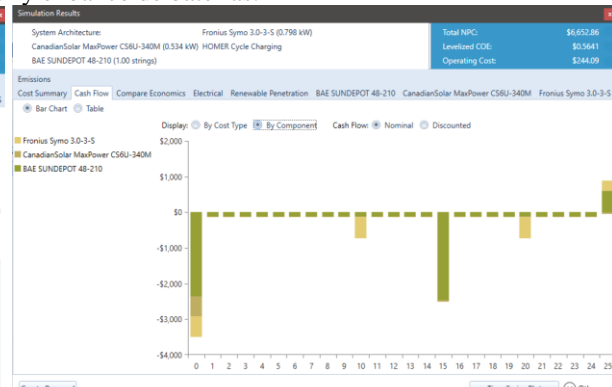 Simulation Results
System Architecture: Fronius Symo 3.0-3-S (0.798 kW)
CanadianSolar MaxPower CS6U-340M (0.534 kW) HOMER Cycle Charging
BAE SUNDEPOT 48-210 (1.00 strings)
Total NPC: $6,652.86
Levelized COE: $0.5641
Operating Cost: $244.09
Emissions
Cost Summary Cash Flow Compare Economics Electrical Renewable Penetration BAE SUNDEPOT 48-210 CanadianSolar MaxPower CS6U-340M Fronius Symo 3.0-3-S
Bar Chart Table
Display: By Cost Type By Component Cash Flow: Nominal Discounted
Fronius Symo 3.0-3-S
CanadianSolar MaxPower CS6U-340M
BAE SUNDEPOT 48-210
$2,000
$1,000
$0
-$1,000
-$2,000
-$3,000
-$4,000
0 1 2 3 4 5 6 7 8 9 10 11 12 13 14 15 16 17 18 19 20 21 22 23 24 25